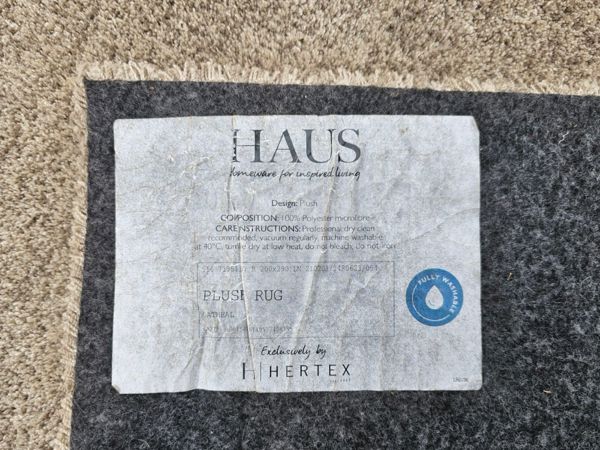 HAUS
homeware for inspired living
Design: Plush
COMPOSITION: 100% Polyester microfibre
CARE INSTRUCTIONS: Professional dry clean
recommended, vacuum regularly, machine washable
at 40°C, tumble dry at low heat, do not bleach, do not iron
200x290
PLUSH RUG
FULLY WASHABLE
Exclusively by
HERTEX